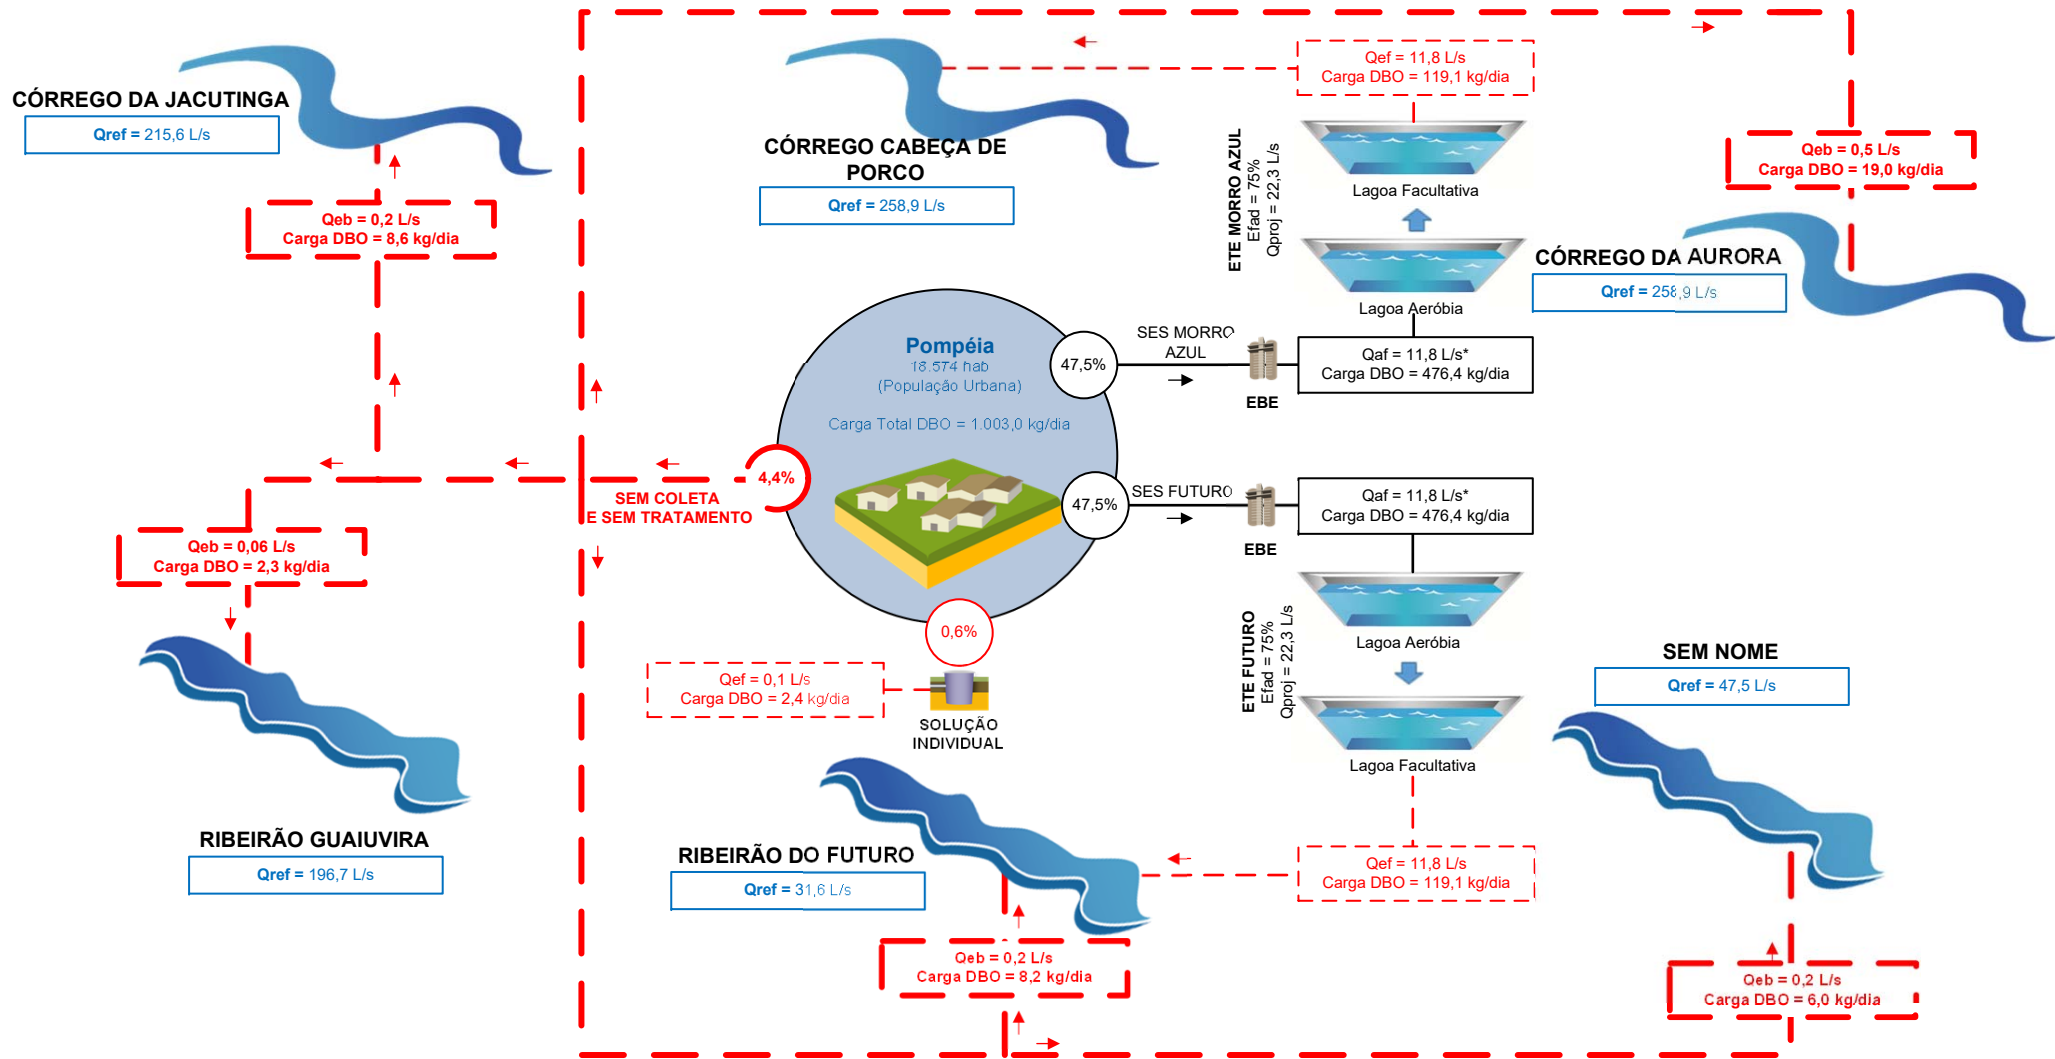 CÓRREGO DA JACUTINGA
Qref = 215,6 L/s
Qeb = 0,2 L/s
Carga DBO = 8,6 kg/dia
CÓRREGO CABEÇA DE
PORCO
Qref = 258,9 L/s
Qef = 11,8 L/s
Carga DBO = 119,1 kg/dia
ETE MORRO AZUL
Efad = 75%
Qproj = 22,3 L/s
Lagoa Facultativa
Lagoa Aeróbia
Qeb = 0,5 L/s
Carga DBO = 19,0 kg/dia
CÓRREGO DA AURORA
Qref = 258,9 L/s
Pompéia
18.574 hab
(População Urbana)
Carga Total DBO = 1.003,0 kg/dia
47,5%
SES MORRO
AZUL
EBE
Qaf = 11,8 L/s*
Carga DBO = 476,4 kg/dia
4,4%
SEM COLETA
E SEM TRATAMENTO
47,5%
SES FUTURO
EBE
Qaf = 11,8 L/s*
Carga DBO = 476,4 kg/dia
Qeb = 0,06 L/s
Carga DBO = 2,3 kg/dia
0,6%
Qef = 0,1 L/s
Carga DBO = 2,4 kg/dia
SOLUÇÃO
INDIVIDUAL
ETE FUTURO
Efad = 75%
Qproj = 22,3 L/s
Lagoa Aeróbia
Lagoa Facultativa
SEM NOME
Qref = 47,5 L/s
RIBEIRÃO GUAIUVIRA
Qref = 196,7 L/s
RIBEIRÃO DO FUTURO
Qref = 31,6 L/s
Qef = 11,8 L/s
Carga DBO = 119,1 kg/dia
Qeb = 0,2 L/s
Carga DBO = 8,2 kg/dia
Qeb = 0,2 L/s
Carga DBO = 6,0 kg/dia